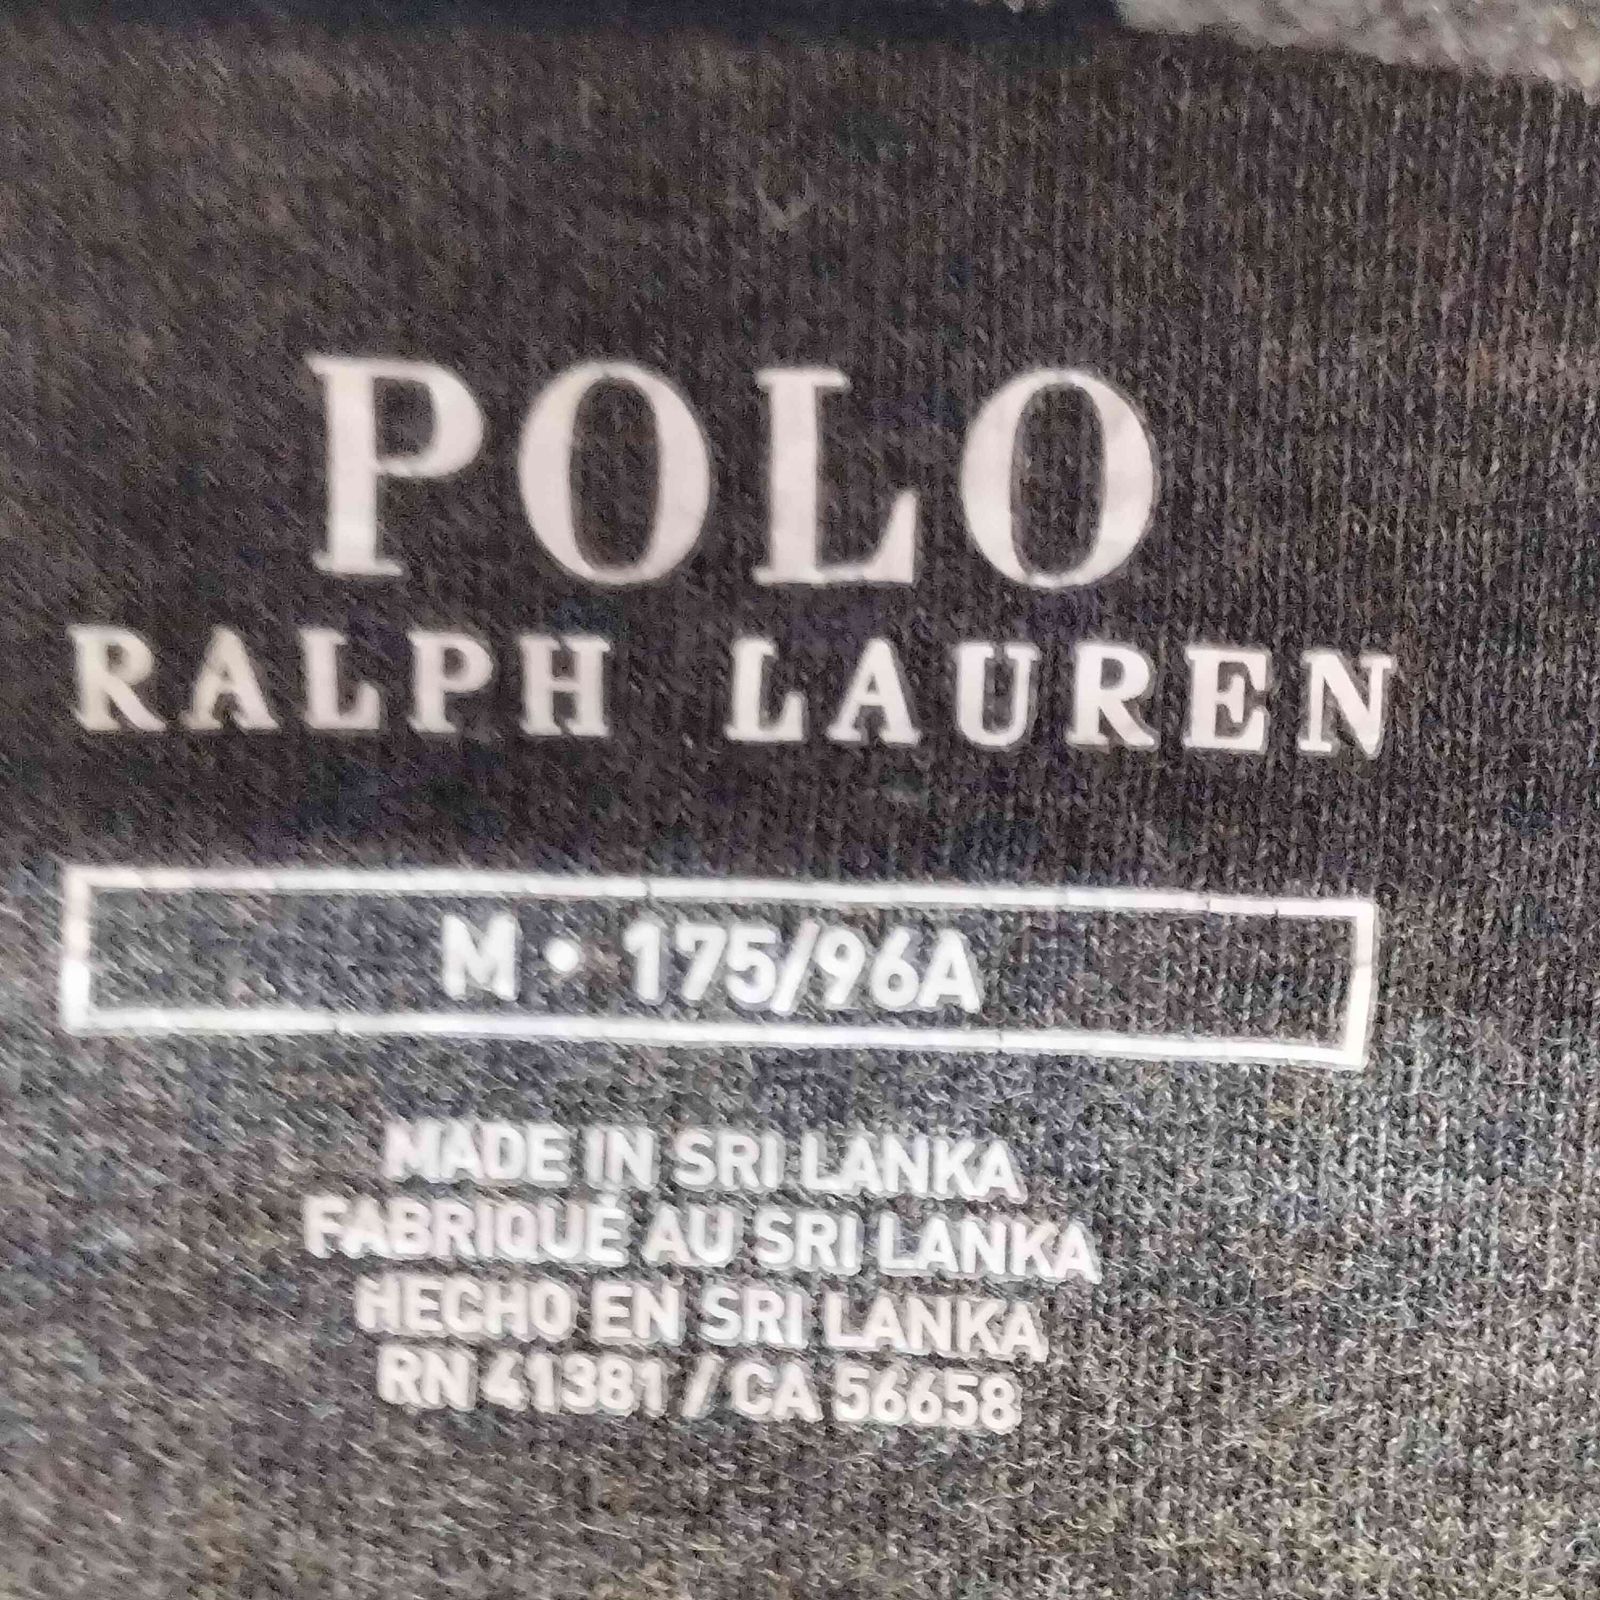 POLO
RALPH LAUREN
M • 175/96A
MADE IN SRI LANKA
FABRIQUÉ AU SRI LANKA
HECHO EN SRI LANKA
RN 41381 / CA 56658